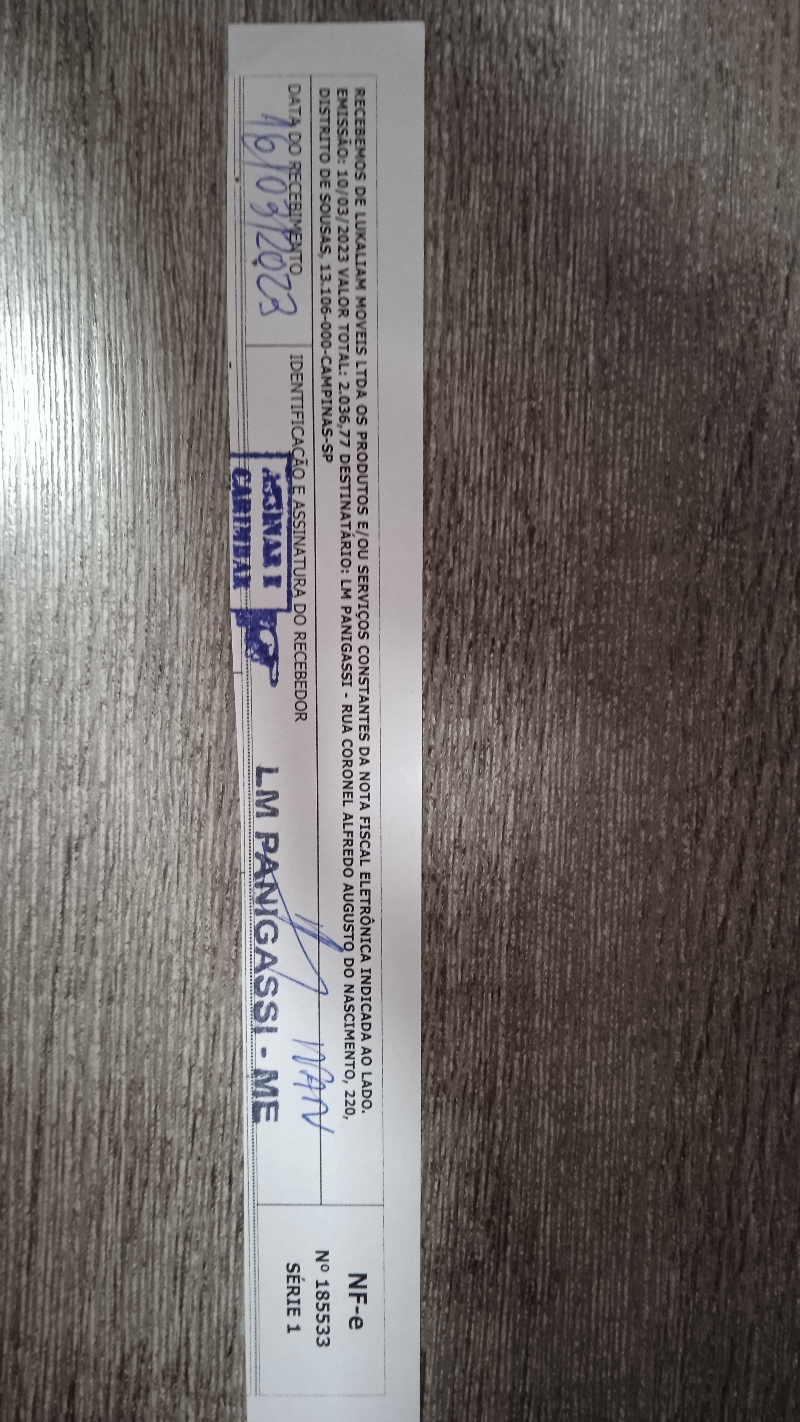 RECEBEMOS DE LUKALIAM MOVEIS LTDA OS PRODUTOS E/OU SERVIÇOS CONSTANTES DA NOTA FISCAL ELETRÔNICA INDICADA AO LADO.
EMISSÃO: 10/03/2023 VALOR TOTAL: 2.036,77 DESTINATÁRIO: LM PANIGASSI - RUA CORONEL ALFREDO AUGUSTO DO NASCIMENTO, 220,
DISTRITO DE SOUSAS, 13.106-000-CAMPINAS-SP
DATA DO RECEBIMENTO
16/03/2023
IDENTIFICAÇÃO E ASSINATURA DO RECEBEDOR
ASSINAR E
CARIMBAR
LM PANIGASSI - ME
NF-e
Nº 185533
SÉRIE 1